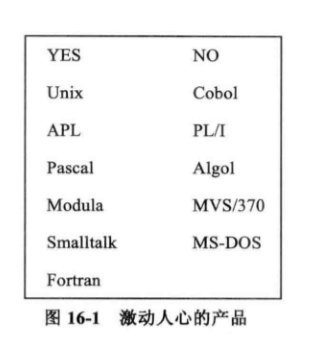 YES NO
Unix Cobol
APL PL/I
Pascal Algol
Modula MVS/370
Smalltalk MS-DOS
Fortran
图 16-1 激动人心的产品